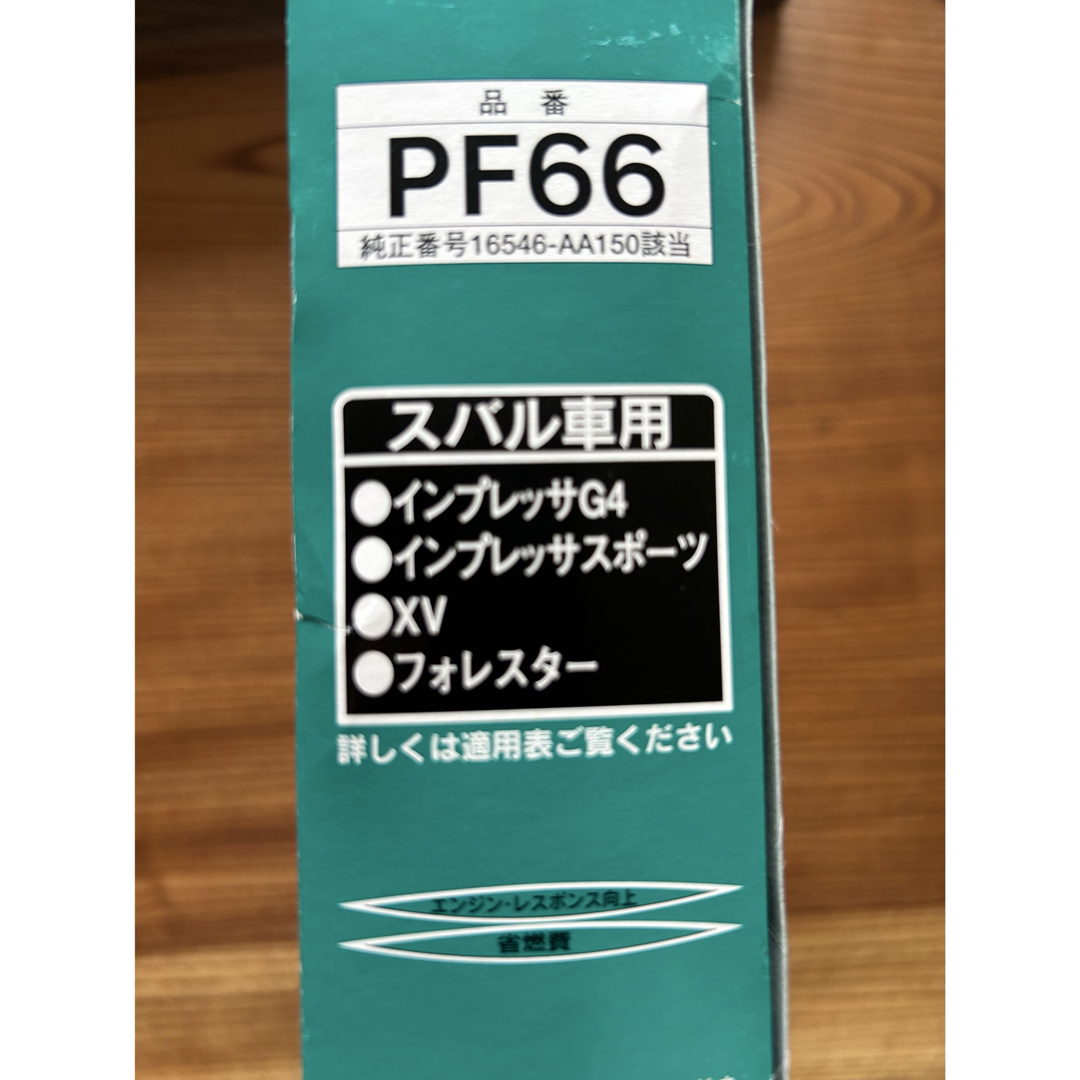 品番
PF66
純正番号16546-AA150該当
スバル車用
●インプレッサG4
●インプレッサスポーツ
●XV
●フォレスター
詳しくは適用表ご覧ください
エンジン・レスポンス向上
省燃費